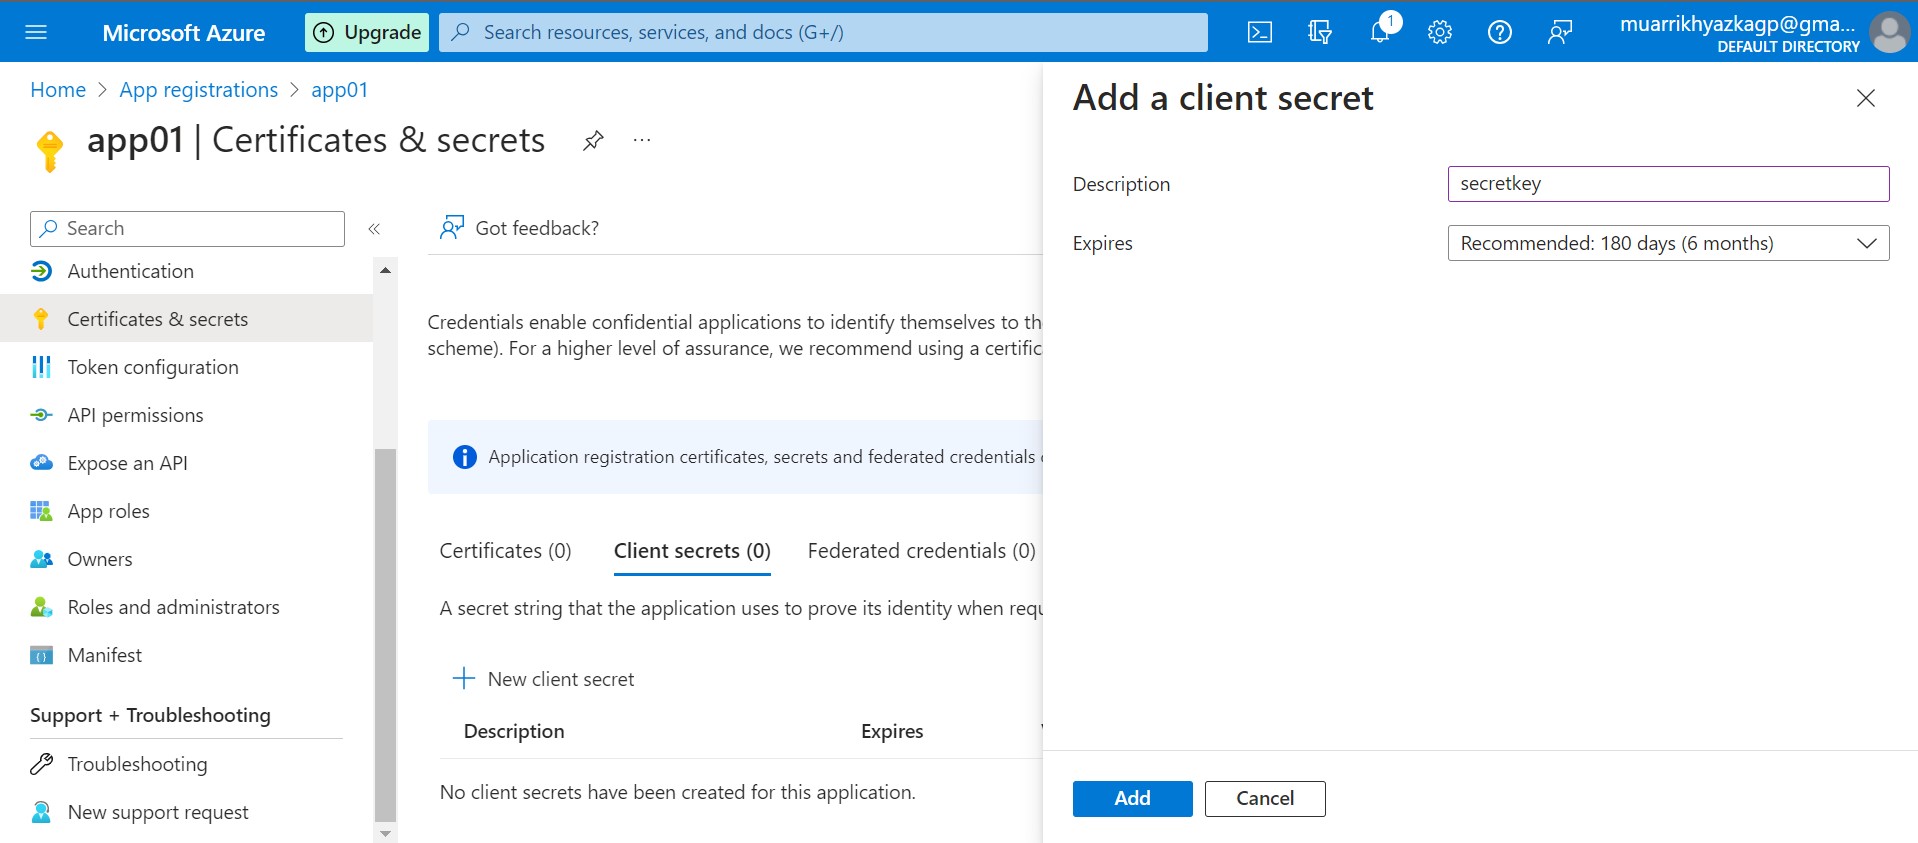 Microsoft Azure
Upgrade
Search resources, services, and docs (G+/)
1
muarrikhyazkagp@gma...
DEFAULT DIRECTORY
Home > App registrations > app01
app01 | Certificates & secrets
...
Search
«
Authentication
Certificates & secrets
Token configuration
API permissions
Expose an API
App roles
Owners
Roles and administrators
Manifest
Support + Troubleshooting
Troubleshooting
New support request
Got feedback?
Credentials enable confidential applications to identify themselves to
scheme). For a higher level of assurance, we recommend using a
Application registration certificates, secrets and federated credentials
Certificates (0)
Client secrets (0)
Federated credentials (0)
A secret string that the application uses to prove its identity when
New client secret
Description
Expires
No client secrets have been created for this application.
Add a client secret
Description
secretkey
Expires
Recommended: 180 days (6 months)
Add
Cancel